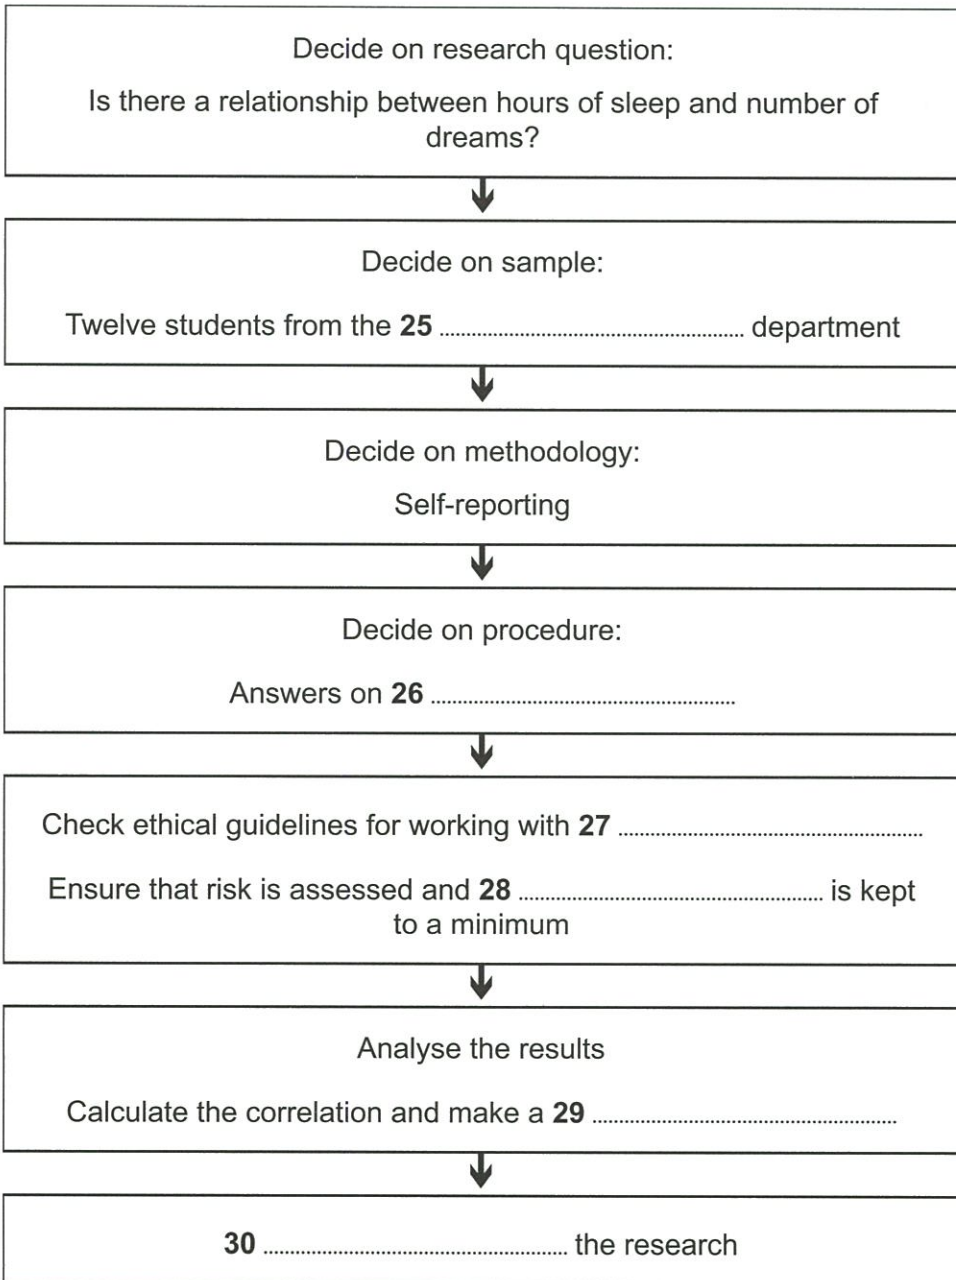 Decide on research question:
Is there a relationship between hours of sleep and number of
dreams?
Decide on sample:
Twelve students from the 25 .......................................... department
Decide on methodology:
Self-reporting
Decide on procedure:
Answers on 26 ..........................................
Check ethical guidelines for working with 27 ..........................................
Ensure that risk is assessed and 28 .......................................... is kept
to a minimum
Analyse the results
Calculate the correlation and make a 29 ..........................................
30 .......................................... the research